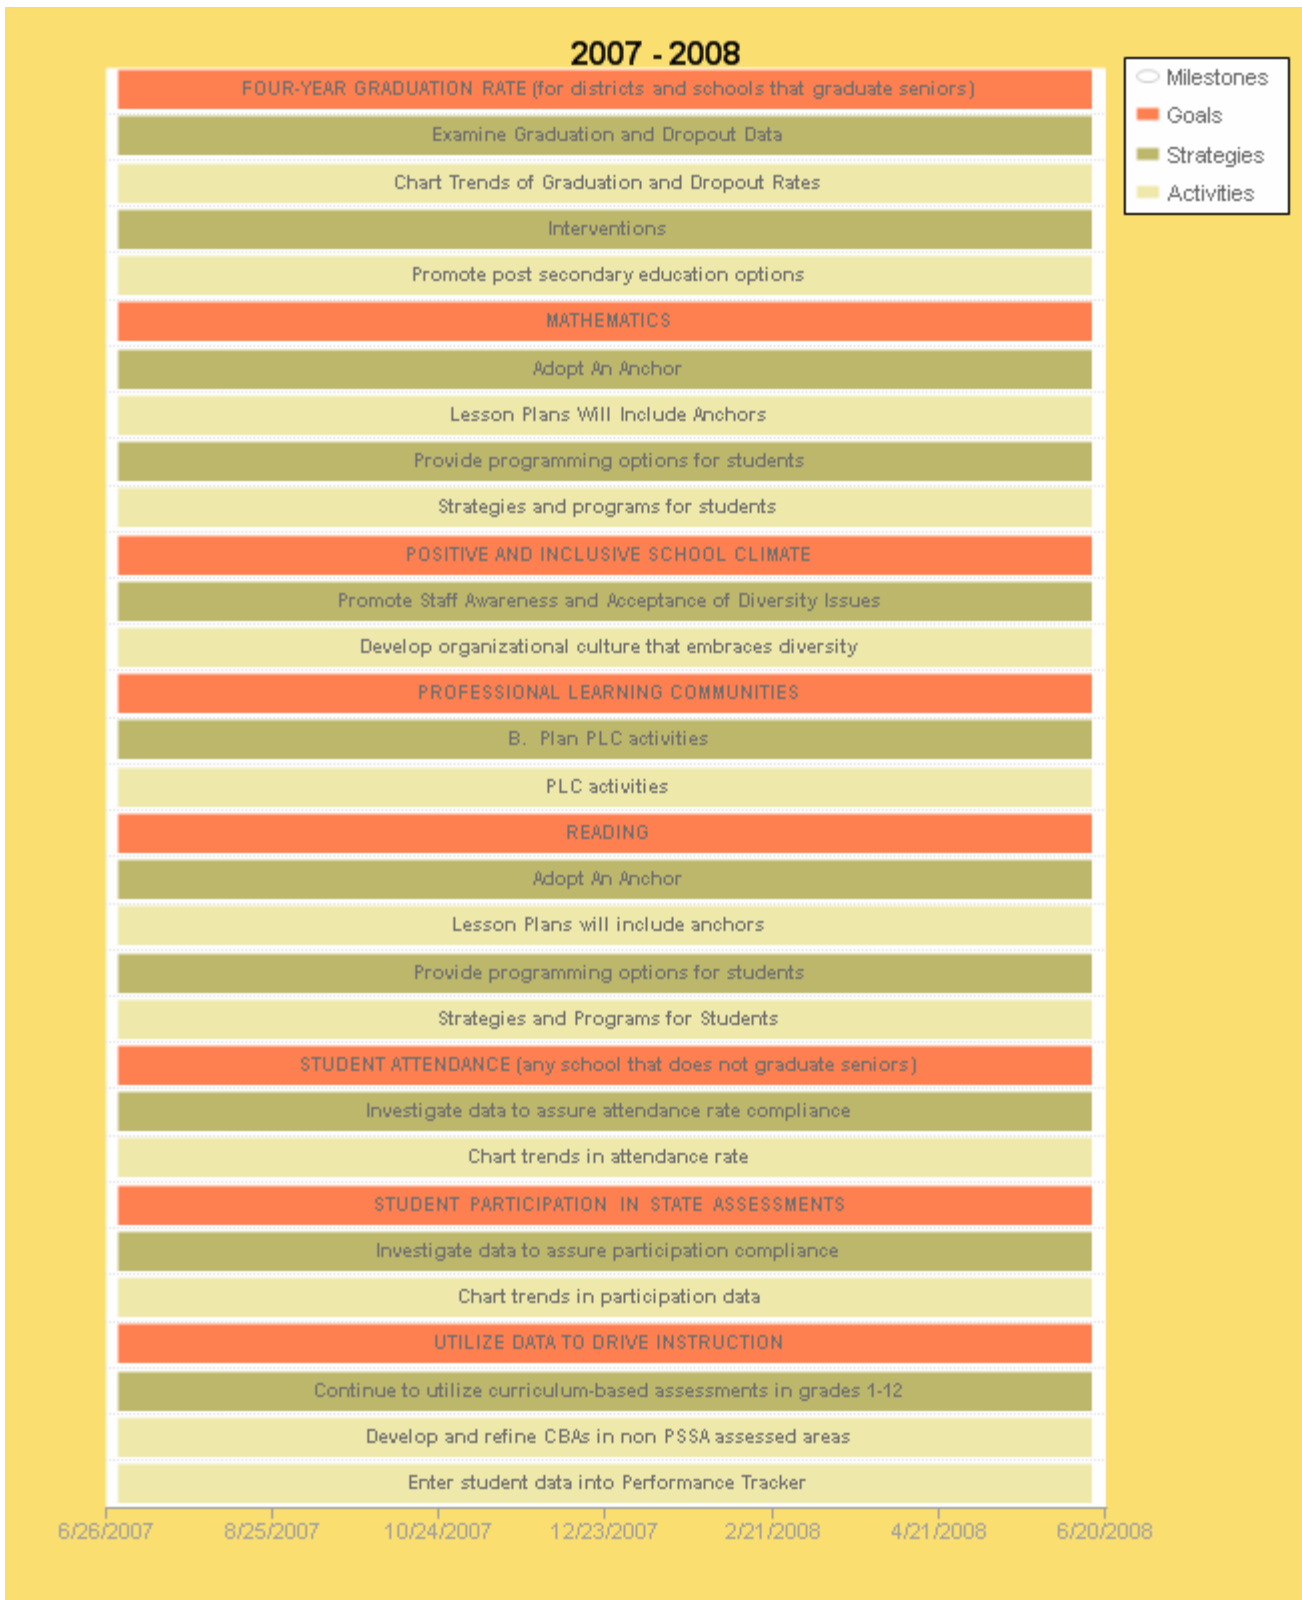 2007 - 2008
Milestones
Goals
Strategies
Activities
FOUR-YEAR GRADUATION RATE (for districts and schools that graduate seniors)
Examine Graduation and Dropout Data
Chart Trends of Graduation and Dropout Rates
Interventions
Promote post secondary education options
MATHEMATICS
Adopt An Anchor
Lesson Plans Will Include Anchors
Provide programming options for students
Strategies and programs for students
POSITIVE AND INCLUSIVE SCHOOL CLIMATE
Promote Staff Awareness and Acceptance of Diversity Issues
Develop organizational culture that embraces diversity
PROFESSIONAL LEARNING COMMUNITIES
B. Plan PLC activities
PLC activities
READING
Adopt An Anchor
Lesson Plans will include anchors
Provide programming options for students
Strategies and Programs for Students
STUDENT ATTENDANCE (any school that does not graduate seniors)
Investigate data to assure attendance rate compliance
Chart trends in attendance rate
STUDENT PARTICIPATION IN STATE ASSESSMENTS
Investigate data to assure participation compliance
Chart trends in participation data
UTILIZE DATA TO DRIVE INSTRUCTION
Continue to utilize curriculum-based assessments in grades 1-12
Develop and refine CBAs in non PSSA assessed areas
Enter student data into Performance Tracker
6/26/2007 8/25/2007 10/24/2007 12/23/2007 2/21/2008 4/21/2008 6/20/2008